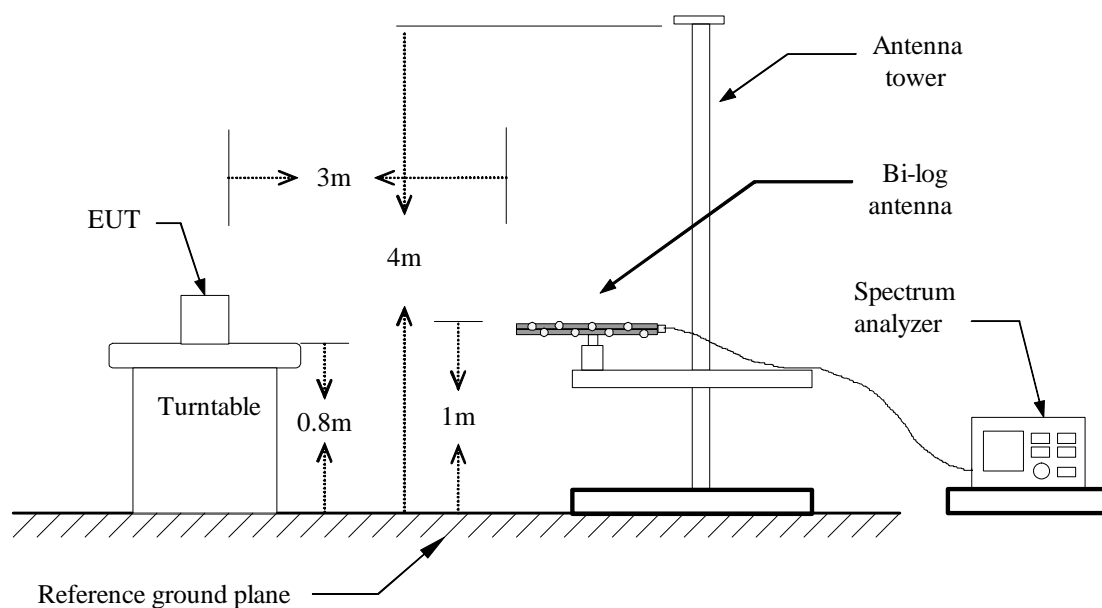 Antenna
tower
3m
Bi-log
antenna
EUT
4m
Spectrum
analyzer
Turntable
0.8m
1m
Reference ground plane